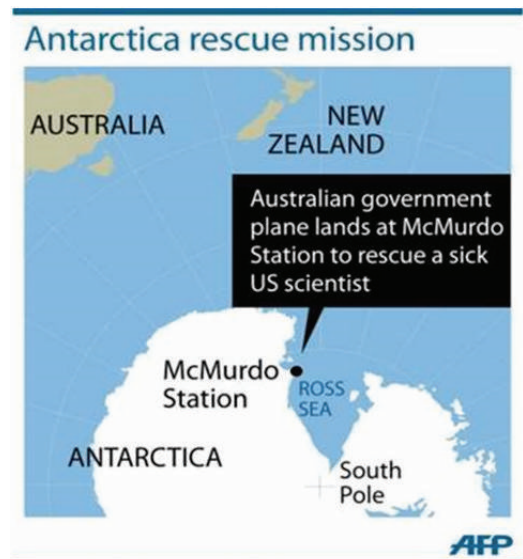 Antarctica rescue mission
AUSTRALIA
NEW
ZEALAND
Australian government
plane lands at McMurdo
Station to rescue a sick
US scientist
McMurdo
Station
ROSS
SEA
ANTARCTICA
South
Pole
AFP